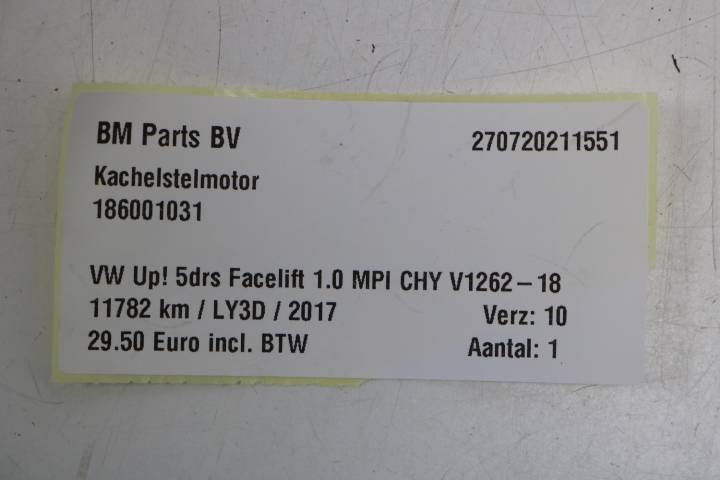 BM Parts BV 270720211551
Kachelstelmotor
186001031
VW Up! 5drs Facelift 1.0 MPI CHY V1262-18
11782 km / LY3D / 2017 Verz: 10
29.50 Euro incl. BTW Aantal: 1